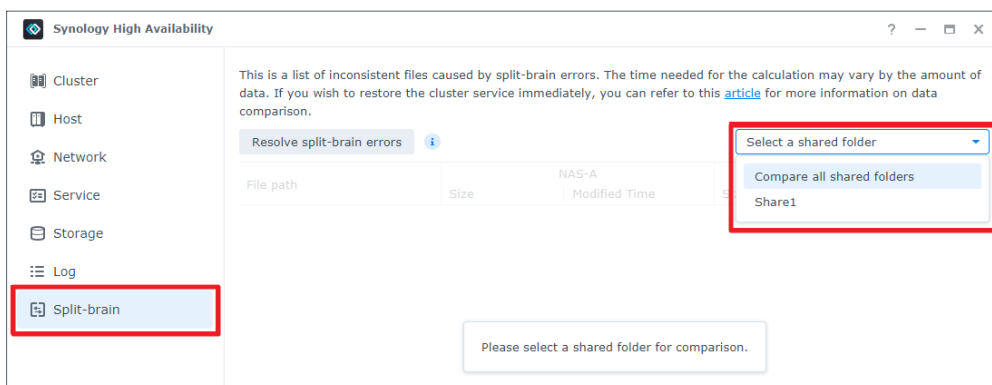 Synology High Availability
Cluster
Host
Network
Service
Storage
Log
Split-brain
This is a list of inconsistent files caused by split-brain errors. The time needed for the calculation may vary by the amount of
data. If you wish to restore the cluster service immediately, you can refer to this article for more information on data
comparison.
Resolve split-brain errors
Select a shared folder
Compare all shared folders
Share1
File path
NAS-A
Size
Modified Time
Please select a shared folder for comparison.